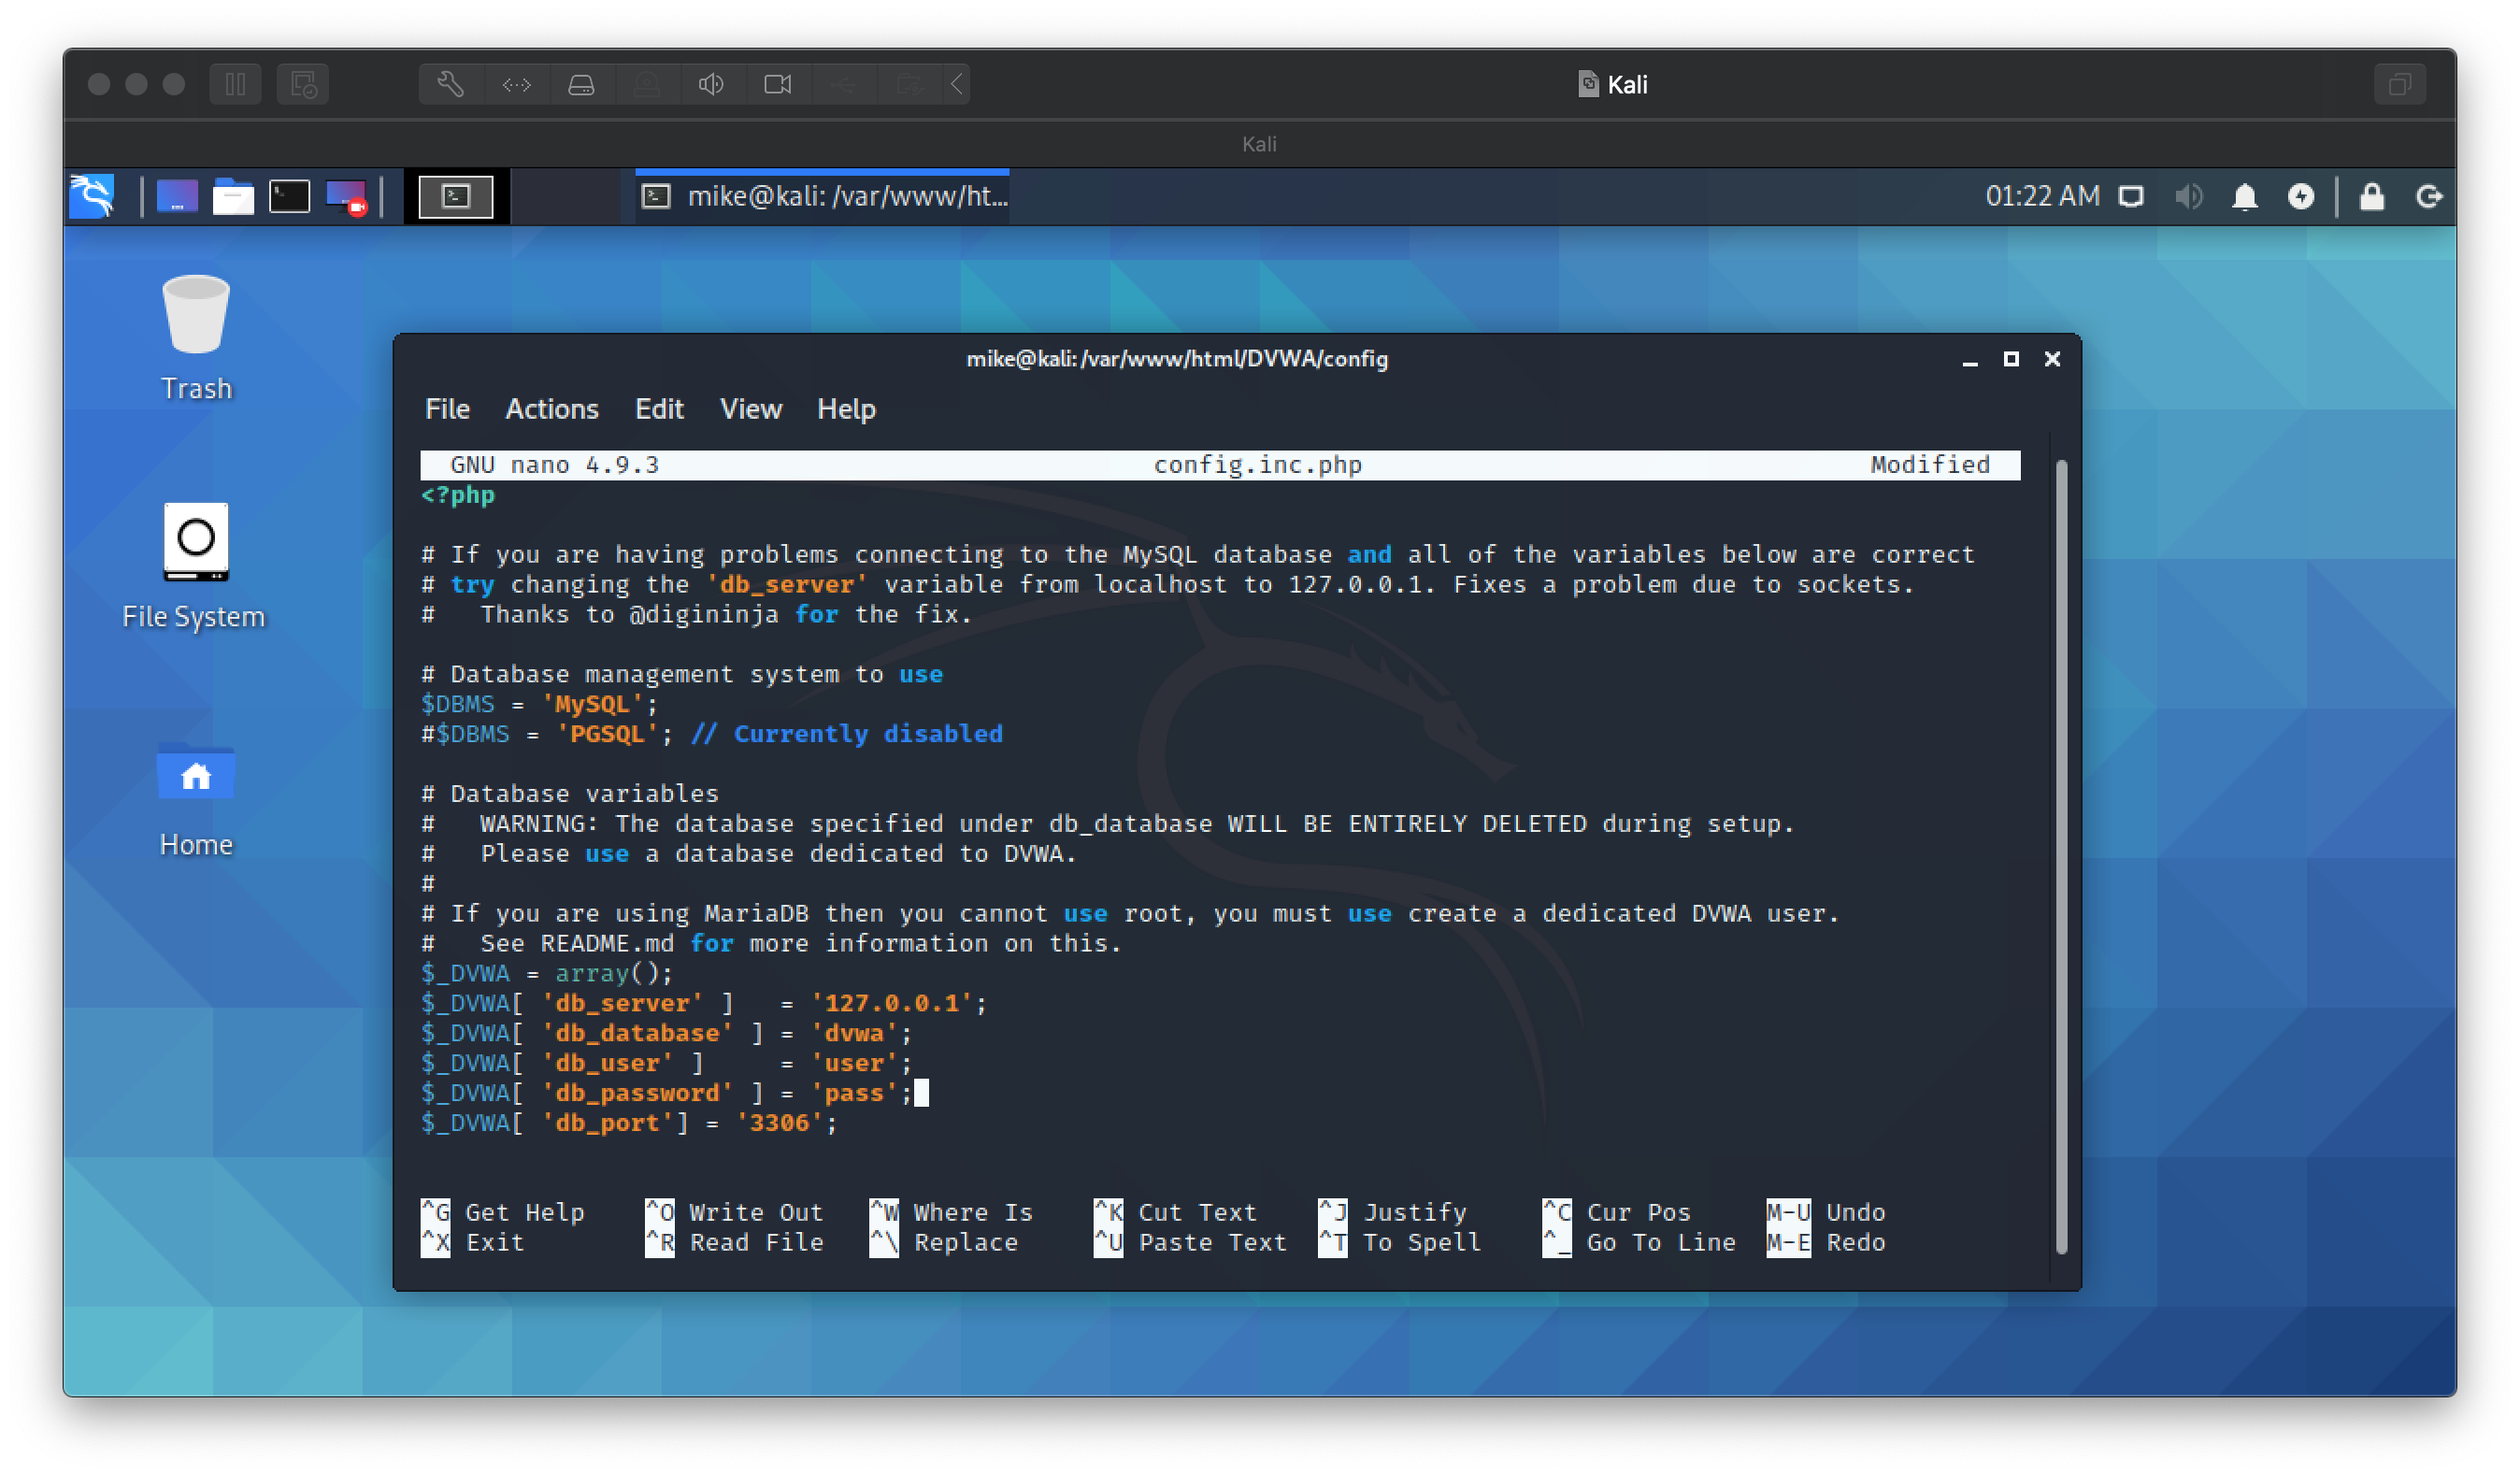 Kali
Kali
mike@kali: /var/www/ht...
01:22 AM
Trash
File System
Home
mike@kali: /var/www/html/DVWA/config
File Actions Edit View Help
GNU nano 4.9.3 config.inc.php Modified
<?php
# If you are having problems connecting to the MySQL database and all of the variables below are correct
# try changing the 'db_server' variable from localhost to 127.0.0.1. Fixes a problem due to sockets.
#   Thanks to @digininja for the fix.
# Database management system to use
$DBMS = 'MySQL';
#$DBMS = 'PGSQL'; // Currently disabled
# Database variables
#   WARNING: The database specified under db_database WILL BE ENTIRELY DELETED during setup.
#   Please use a database dedicated to DVWA.
#
# If you are using MariaDB then you cannot use root, you must use create a dedicated DVWA user.
#   See README.md for more information on this.
$_DVWA = array();
$_DVWA[ 'db_server' ]   = '127.0.0.1';
$_DVWA[ 'db_database' ] = 'dvwa';
$_DVWA[ 'db_user' ]     = 'user';
$_DVWA[ 'db_password' ] = 'pass';
$_DVWA[ 'db_port'] = '3306';
^G Get Help ^O Write Out ^W Where Is ^K Cut Text ^J Justify ^C Cur Pos M-U Undo
^X Exit ^R Read File ^\ Replace ^U Paste Text ^T To Spell ^_ Go To Line M-E Redo